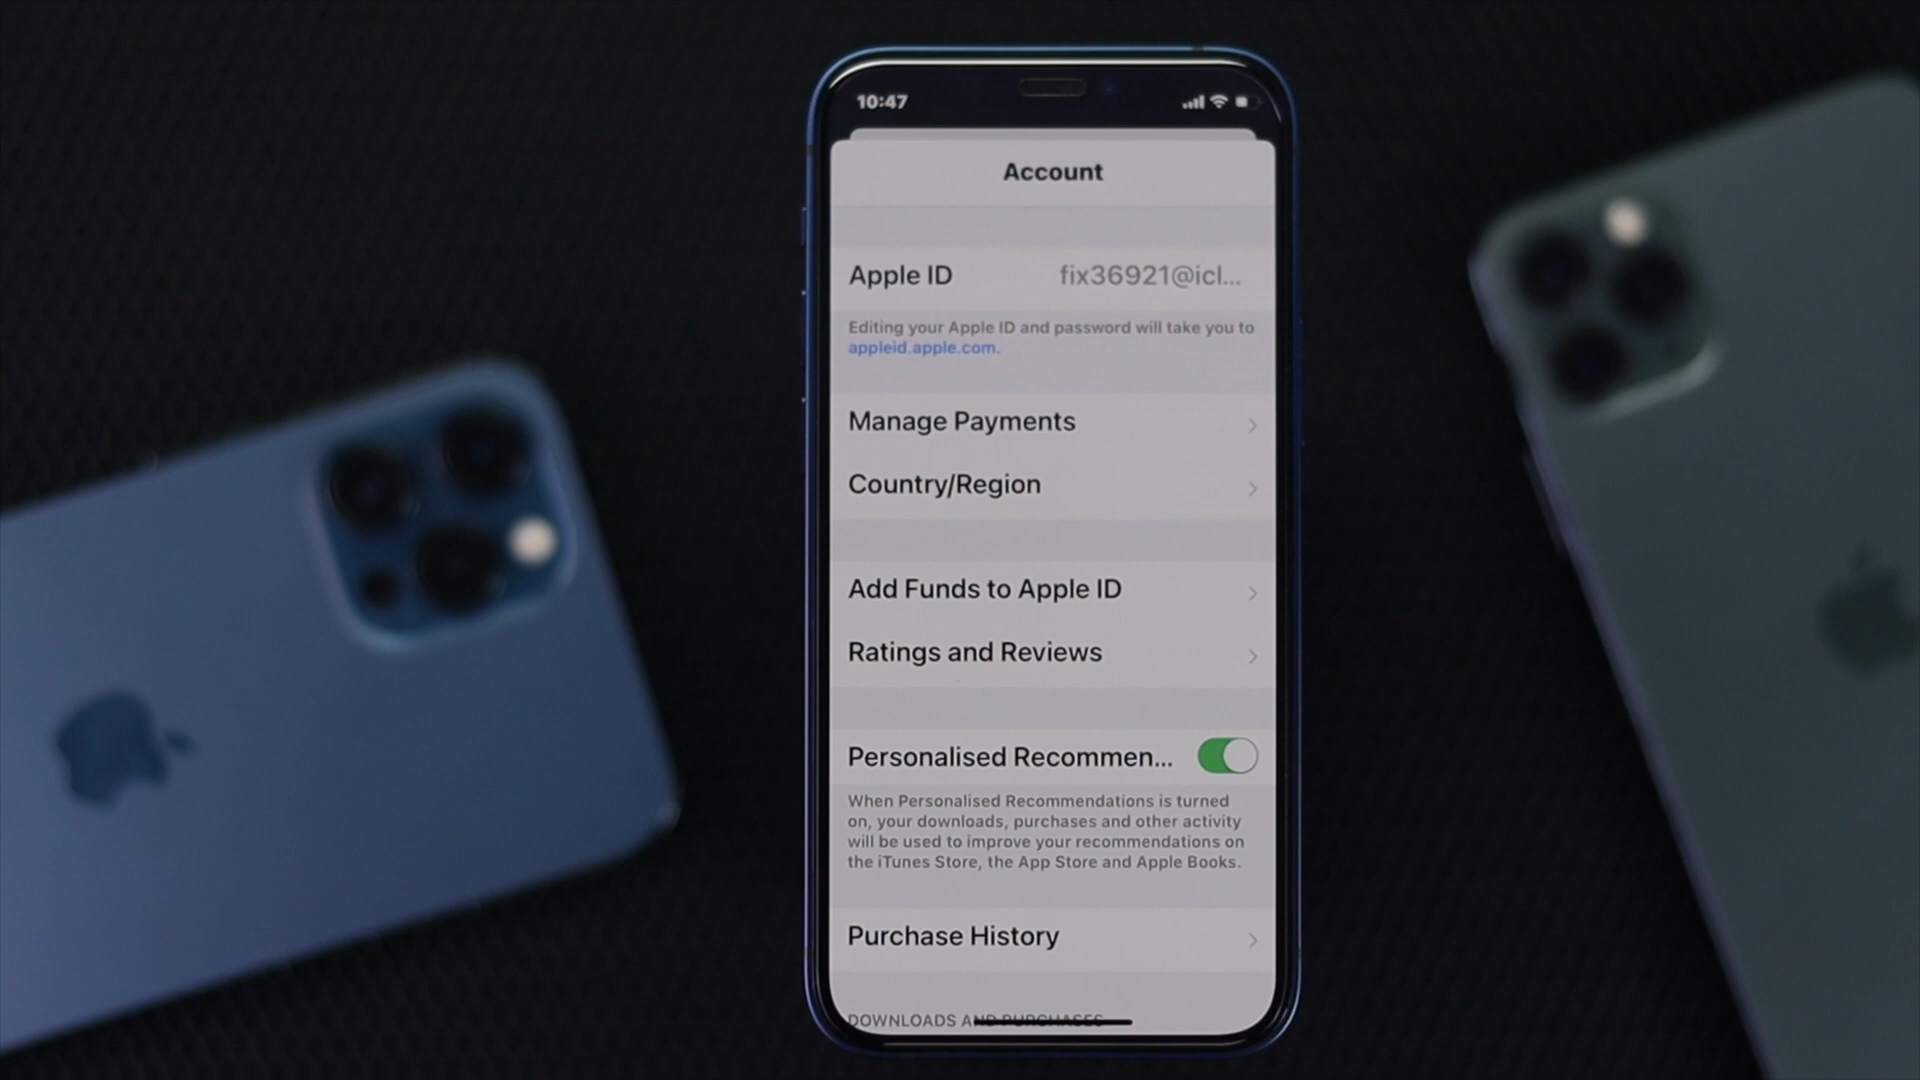 10:47
Account
Apple ID
fix36921@icl...
Editing your Apple ID and password will take you to
appleid.apple.com.
Manage Payments
Country/Region
Add Funds to Apple ID
Ratings and Reviews
Personalised Recommen...
When Personalised Recommendations is turned
on, your downloads, purchases and other activity
will be used to improve your recommendations on
the iTunes Store, the App Store and Apple Books.
Purchase History
DOWNLOADS AND PURCHASES